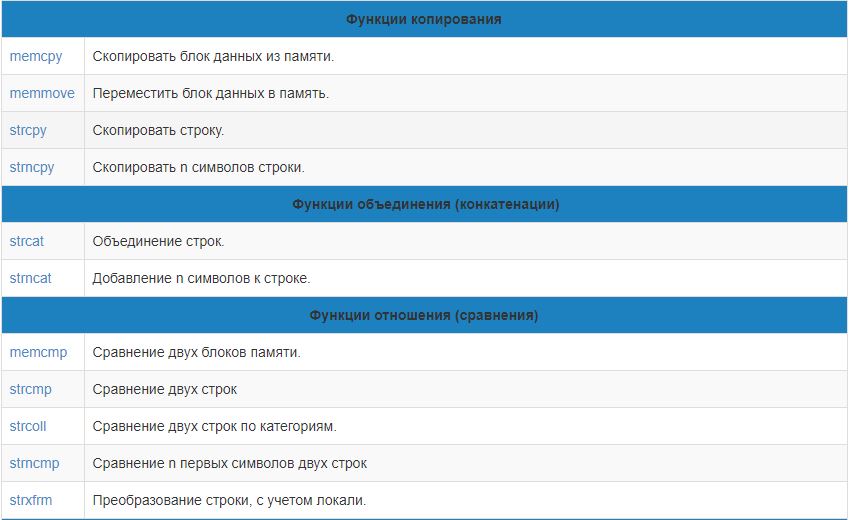 Функции копирования
memcpy Скопировать блок данных из памяти.
memmove Переместить блок данных в память.
strcpy Скопировать строку.
strncpy Скопировать n символов строки.
Функции объединения (конкатенации)
strcat Объединение строк.
strncat Добавление n символов к строке.
Функции отношения (сравнения)
memcmp Сравнение двух блоков памяти.
strcmp Сравнение двух строк
strcoll Сравнение двух строк по категориям.
strncmp Сравнение n первых символов двух строк
strxfrm Преобразование строки, с учетом локали.